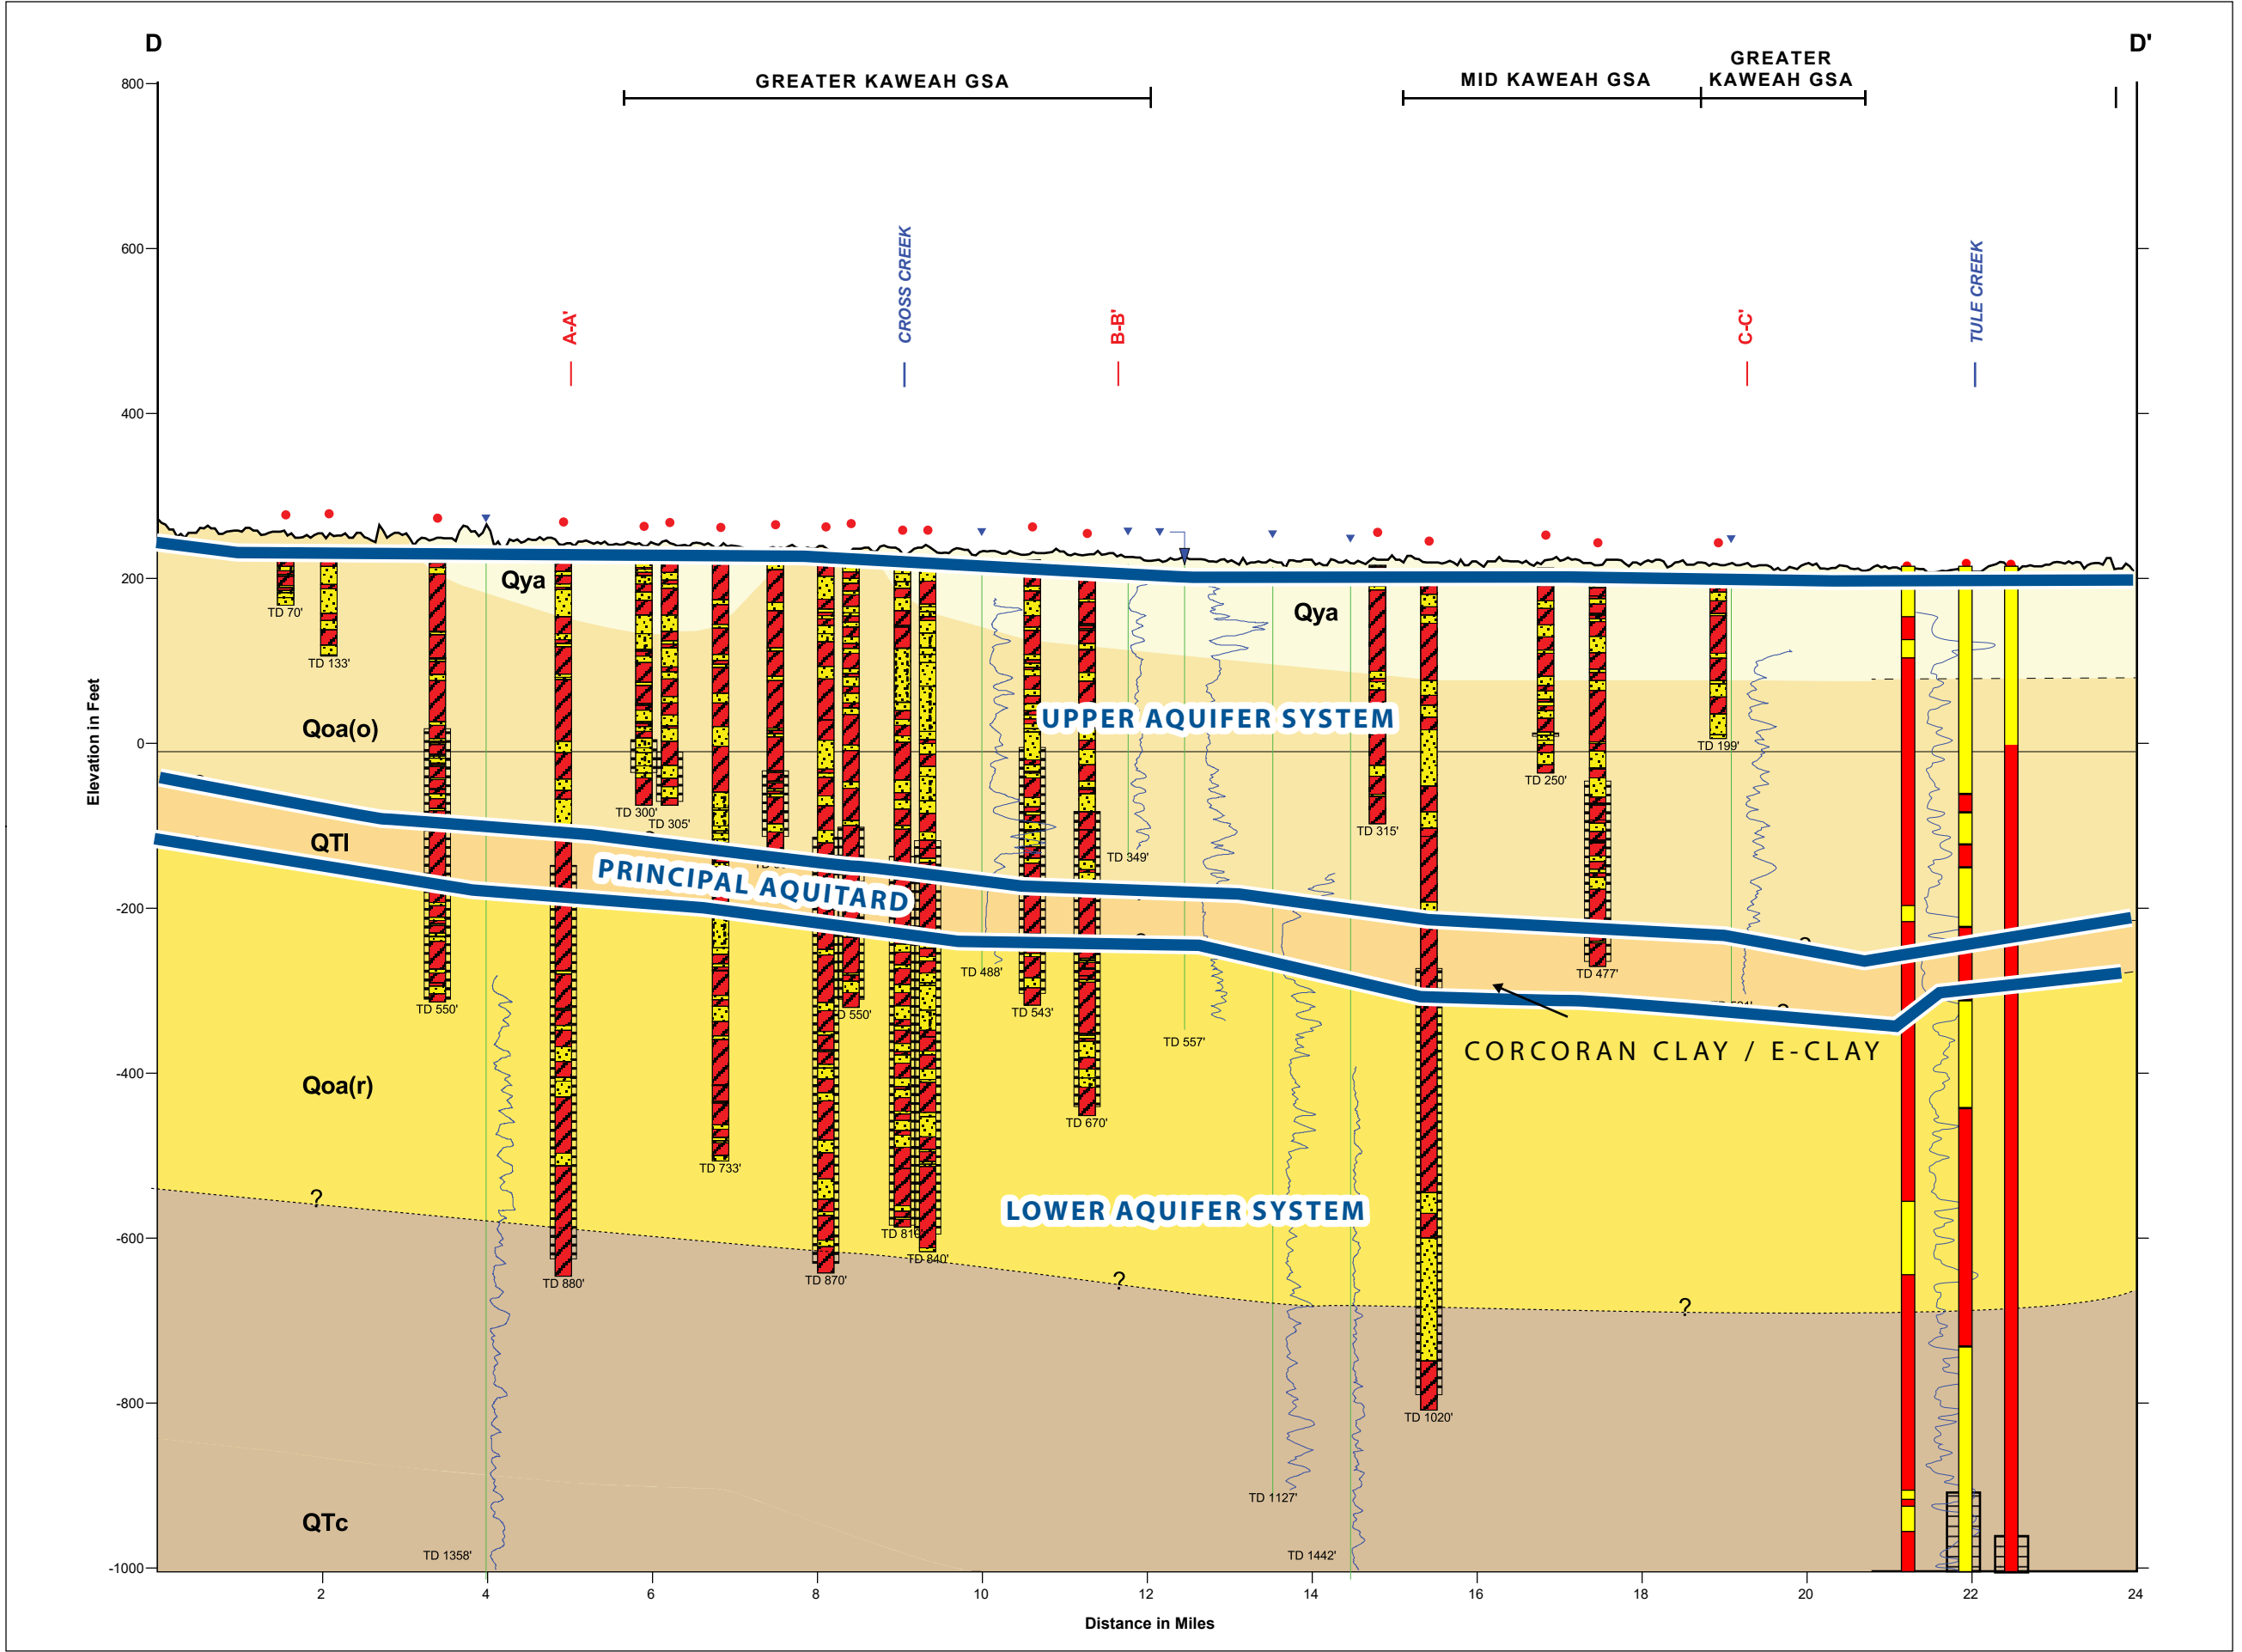 D
D'
GREATER KAWEAH GSA
MID KAWEAH GSA
GREATER
KAWEAH GSA
800
600
400
200
0
-200
-400
-600
-800
-1000
Elevation in Feet
A-A'
CROSS CREEK
B-B'
C-C'
TULE CREEK
Qya
Qya
TD 70'
TD 133'
Qoa(o)
UPPER AQUIFER SYSTEM
TD 199'
TD 250'
TD 300'
TD 305'
TD 315'
QTl
TD 349'
PRINCIPAL AQUITARD
TD 488'
TD 477'
TD 550'
TD 550'
TD 543'
TD 557'
CORCORAN CLAY / E-CLAY
Qoa(r)
TD 670'
TD 733'
?
LOWER AQUIFER SYSTEM
TD 840'
TD 880'
TD 870'
?
?
TD 1020'
TD 1127'
QTc
TD 1358'
TD 1442'
2
4
6
8
10
12
14
16
18
20
22
24
Distance in Miles